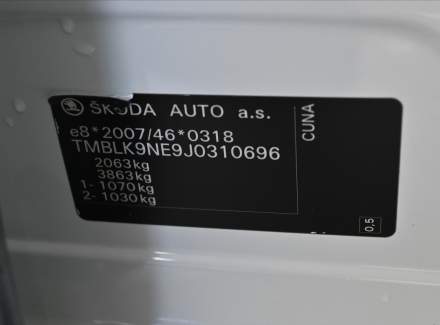 ŠKODA AUTO a.s.
e8*2007/46*0318
TMBLK9NE9J0310696
2063kg
3863kg
1- 1070kg
2- 1030kg
CUNA
0,5